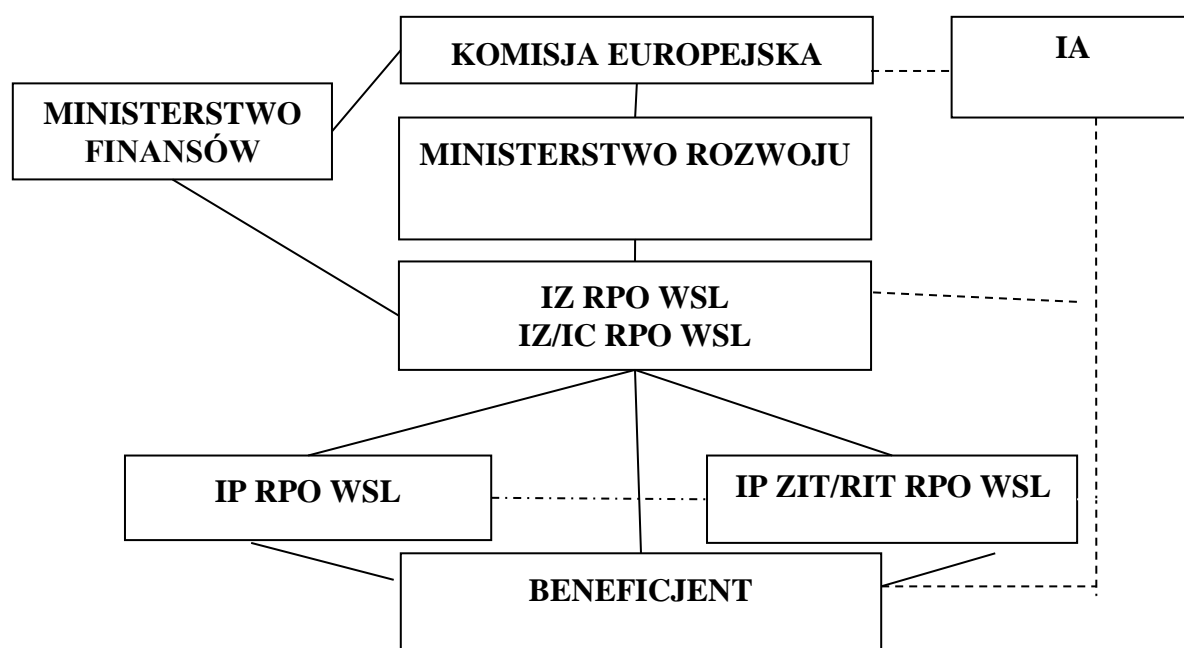 KOMISJA EUROPEJSKA
IA
MINISTERSTWO
FINANSÓW
MINISTERSTWO ROZWOJU
IZ RPO WSL
IZ/IC RPO WSL
IP RPO WSL
IP ZIT/RIT RPO WSL
BENEFICJENT